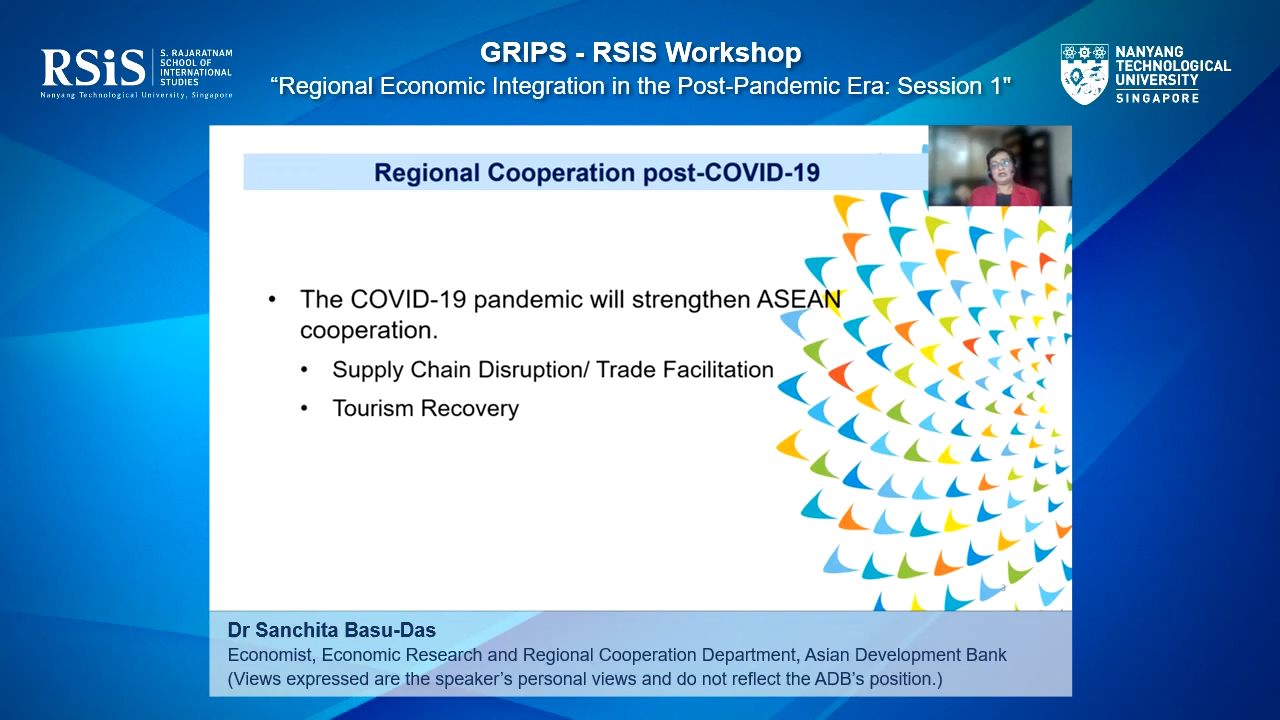 RSiS
S. RAJARATNAM
SCHOOL OF
INTERNATIONAL
STUDIES
Nanyang Technological University, Singapore
GRIPS - RSIS Workshop
“Regional Economic Integration in the Post-Pandemic Era: Session 1"
NANYANG
TECHNOLOGICAL
UNIVERSITY
SINGAPORE
Regional Cooperation post-COVID-19
• The COVID-19 pandemic will strengthen ASEAN
cooperation.
• Supply Chain Disruption/ Trade Facilitation
• Tourism Recovery
3
Dr Sanchita Basu-Das
Economist, Economic Research and Regional Cooperation Department, Asian Development Bank
(Views expressed are the speaker’s personal views and do not reflect the ADB’s position.)